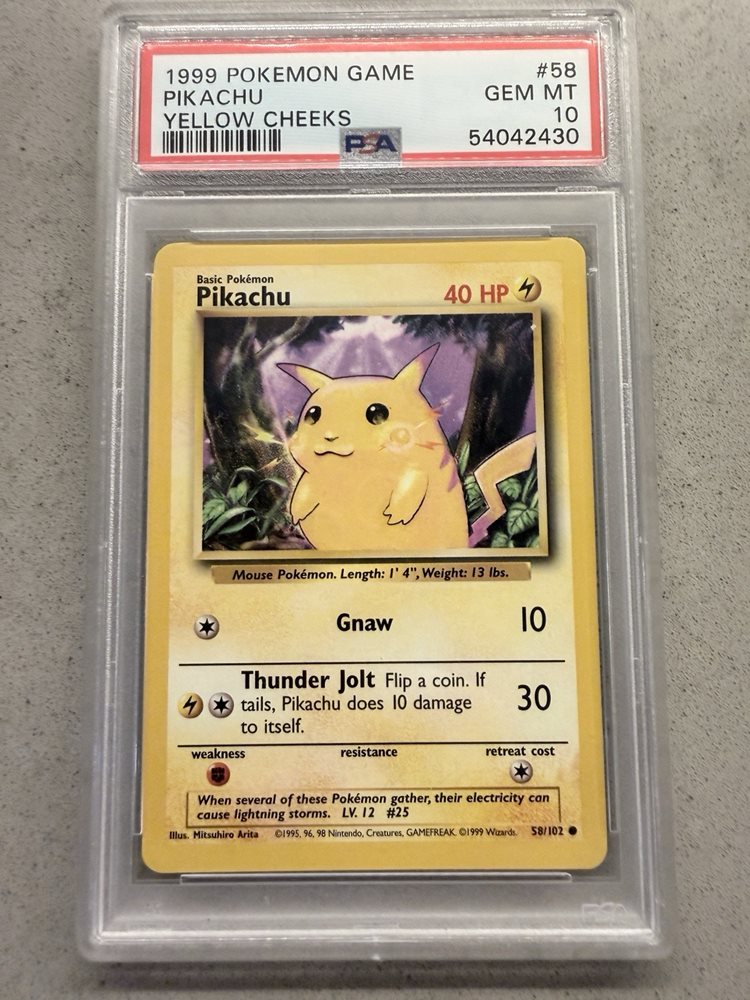 1999 POKEMON GAME #58
PIKACHU GEM MT
YELLOW CHEEKS 10
PSA 54042430
Basic Pokémon
Pikachu 40 HP
Mouse Pokémon. Length: 1' 4", Weight: 13 lbs.
Gnaw 10
Thunder Jolt Flip a coin. If
tails, Pikachu does 10 damage 30
to itself.
weakness resistance retreat cost
When several of these Pokémon gather, their electricity can
cause lightning storms. LV. 12 #25
Illus. Mitsuhiro Arita ©1995, 96, 98 Nintendo, Creatures, GAMEFREAK. ©1999 Wizards. 58/102